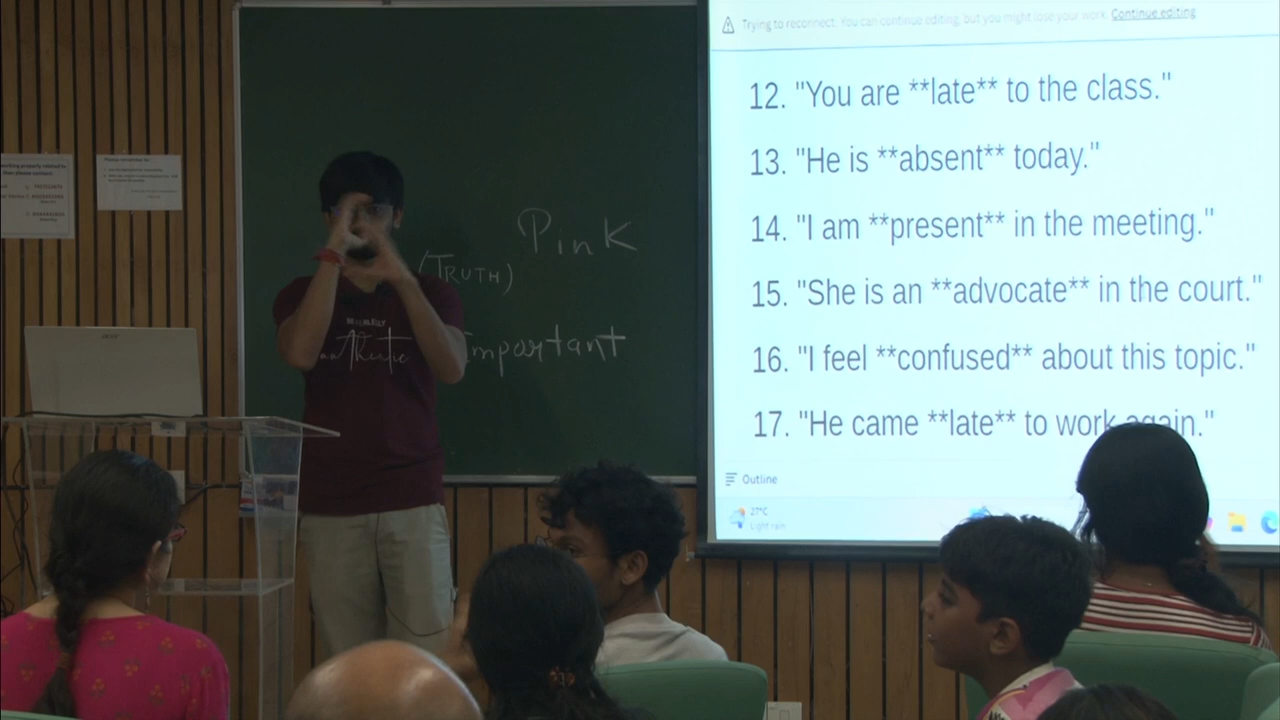 Trying to reconnect. You can continue editing, but you might lose your work. Continue editing
12. "You are **late** to the class."
13. "He is **absent** today."
14. "I am **present** in the meeting."
15. "She is an **advocate** in the court."
16. "I feel **confused** about this topic."
17. "He came **late** to work again."
Outline
27°C
Light rain
Pink
(TRUTH)
Important
authentic
acer